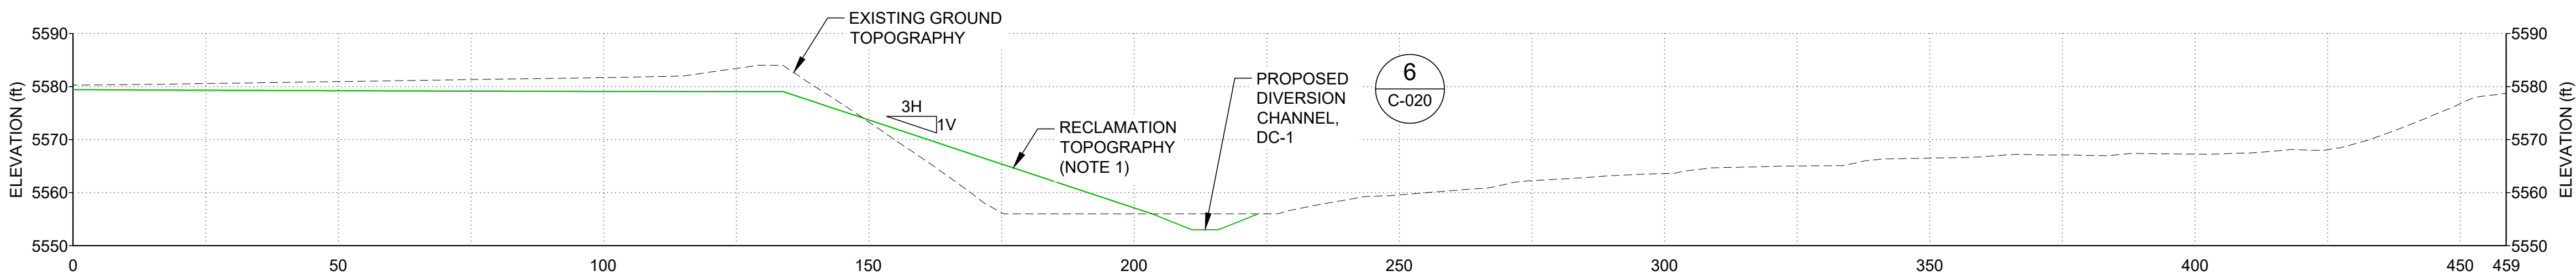 EXISTING GROUND
TOPOGRAPHY
5590
5580
5570
5560
5550
ELEVATION (ft)
3H
1V
RECLAMATION
TOPOGRAPHY
(NOTE 1)
PROPOSED
DIVERSION
CHANNEL,
DC-1
6
C-020
5590
5580
5570
5560
5550
ELEVATION (ft)
0 50 100 150 200 250 300 350 400 450 459